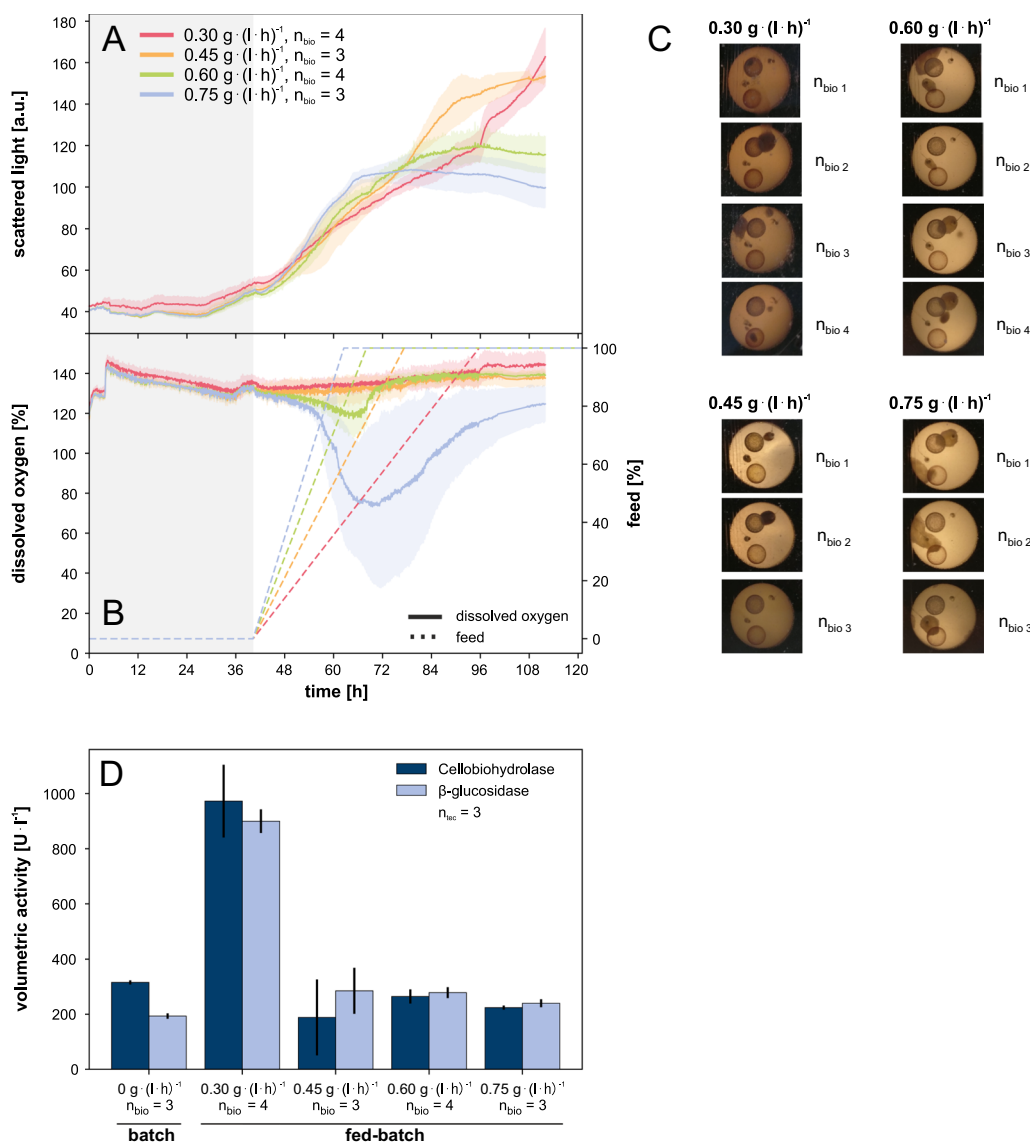 A
0.30 g·(l·h)⁻¹, n_bio = 4
0.45 g·(l·h)⁻¹, n_bio = 3
0.60 g·(l·h)⁻¹, n_bio = 4
0.75 g·(l·h)⁻¹, n_bio = 3
180
160
140
120
100
80
60
40
scattered light [a.u.]
B
140
120
100
80
60
40
20
0
dissolved oxygen [%]
100
80
60
40
20
0
feed [%]
dissolved oxygen
feed
0 12 24 36 48 60 72 84 96 108 120
time [h]
C
0.30 g·(l·h)⁻¹
n_bio 1
n_bio 2
n_bio 3
n_bio 4
0.60 g·(l·h)⁻¹
n_bio 1
n_bio 2
n_bio 3
n_bio 4
0.45 g·(l·h)⁻¹
n_bio 1
n_bio 2
n_bio 3
0.75 g·(l·h)⁻¹
n_bio 1
n_bio 2
n_bio 3
D
Cellobiohydrolase
β-glucosidase
n_tec = 3
1000
800
600
400
200
0
volumetric activity [U·l⁻¹]
0 g·(l·h)⁻¹ 0.30 g·(l·h)⁻¹ 0.45 g·(l·h)⁻¹ 0.60 g·(l·h)⁻¹ 0.75 g·(l·h)⁻¹
n_bio = 3 n_bio = 4 n_bio = 3 n_bio = 4 n_bio = 3
batch fed-batch